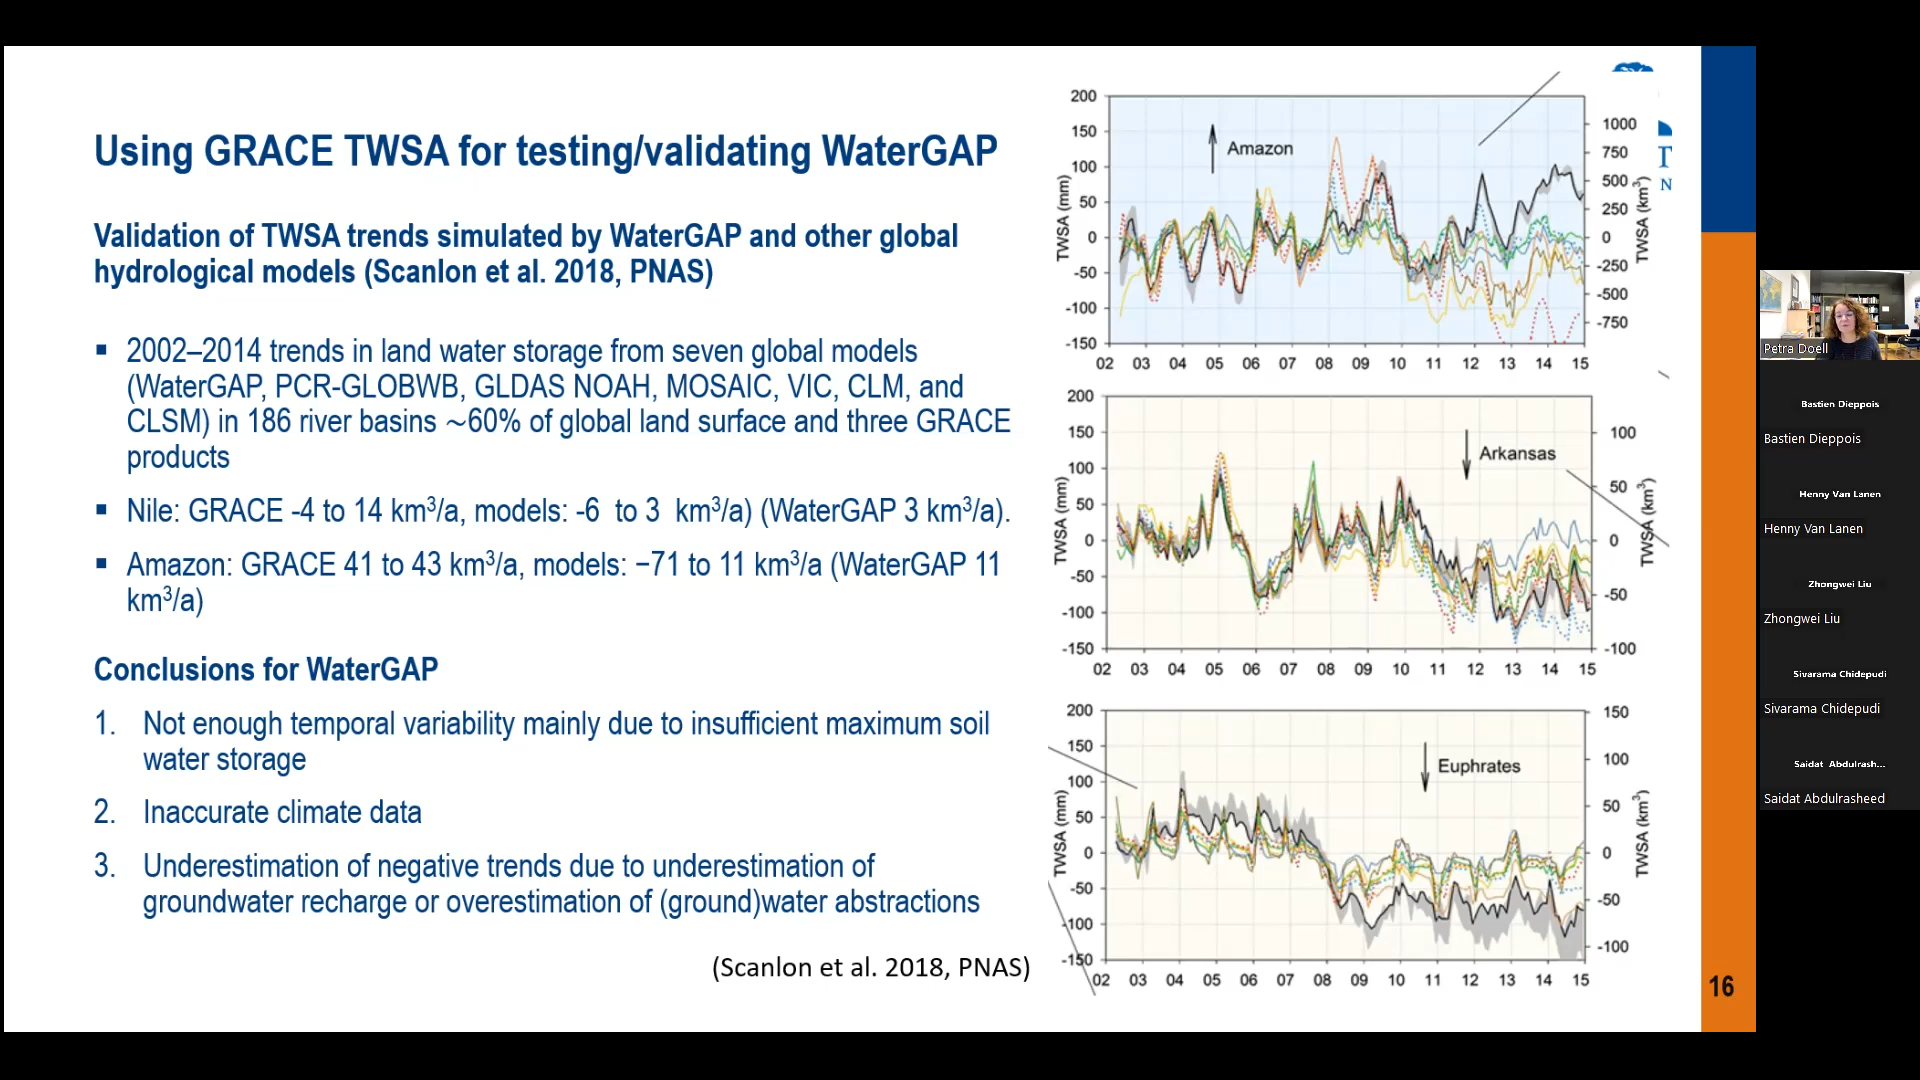 Using GRACE TWSA for testing/validating WaterGAP
Validation of TWSA trends simulated by WaterGAP and other global
hydrological models (Scanlon et al. 2018, PNAS)
▪ 2002–2014 trends in land water storage from seven global models
(WaterGAP, PCR-GLOBWB, GLDAS NOAH, MOSAIC, VIC, CLM, and
CLSM) in 186 river basins ~60% of global land surface and three GRACE
products
▪ Nile: GRACE -4 to 14 km³/a, models: -6 to 3 km³/a) (WaterGAP 3 km³/a).
▪ Amazon: GRACE 41 to 43 km³/a, models: −71 to 11 km³/a (WaterGAP 11
km³/a)
Conclusions for WaterGAP
1. Not enough temporal variability mainly due to insufficient maximum soil
water storage
2. Inaccurate climate data
3. Underestimation of negative trends due to underestimation of
groundwater recharge or overestimation of (ground)water abstractions
(Scanlon et al. 2018, PNAS)
Amazon
TWSA (mm)
200
150
100
50
0
-50
-100
-150
1000
750
500
250
0
-250
-500
-750
TWSA (km³)
02 03 04 05 06 07 08 09 10 11 12 13 14 15
T
N
Arkansas
TWSA (mm)
200
150
100
50
0
-50
-100
-150
100
50
0
-50
-100
TWSA (km³)
02 03 04 05 06 07 08 09 10 11 12 13 14 15
Euphrates
TWSA (mm)
200
150
100
50
0
-50
-100
-150
150
100
50
0
-50
-100
TWSA (km³)
02 03 04 05 06 07 08 09 10 11 12 13 14 15
16
Petra Doell
Bastien Dieppois
Bastien Dieppois
Henny Van Lanen
Henny Van Lanen
Zhongwei Liu
Zhongwei Liu
Sivarama Chidepudi
Sivarama Chidepudi
Saidat Abdulrash...
Saidat Abdulrasheed